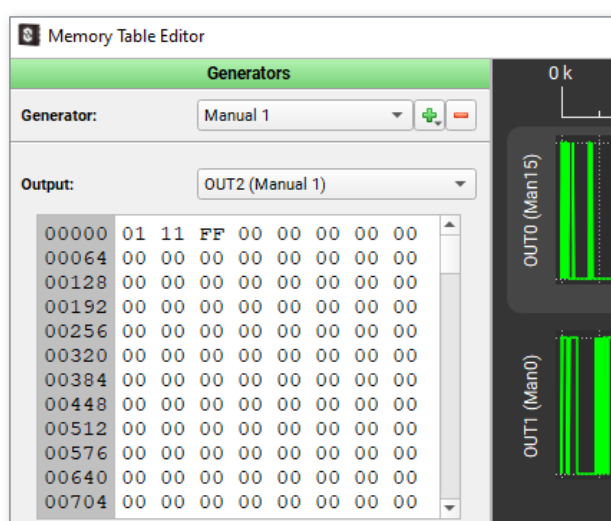 Memory Table Editor
Generators
Generator:
Manual 1
Output:
OUT2 (Manual 1)
00000 01 11 FF 00 00 00 00 00
00064 00 00 00 00 00 00 00 00
00128 00 00 00 00 00 00 00 00
00192 00 00 00 00 00 00 00 00
00256 00 00 00 00 00 00 00 00
00320 00 00 00 00 00 00 00 00
00384 00 00 00 00 00 00 00 00
00448 00 00 00 00 00 00 00 00
00512 00 00 00 00 00 00 00 00
00576 00 00 00 00 00 00 00 00
00640 00 00 00 00 00 00 00 00
00704 00 00 00 00 00 00 00 00
0 k
OUT0 (Man15)
OUT1 (Man0)